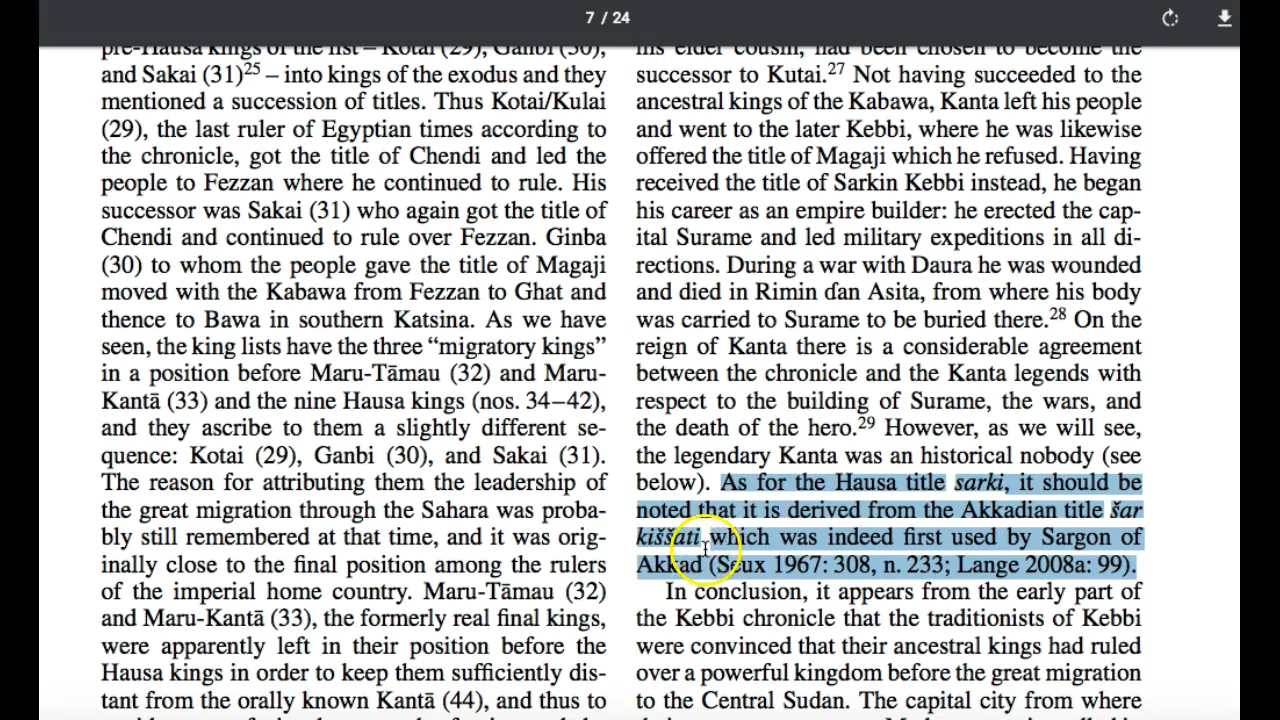 7 / 24
pre-Hausa kings of the list – Kotai (29), Ganbi (30),
and Sakai (31)25 – into kings of the exodus and they
mentioned a succession of titles. Thus Kotai/Kulai
(29), the last ruler of Egyptian times according to
the chronicle, got the title of Chendi and led the
people to Fezzan where he continued to rule. His
successor was Sakai (31) who again got the title of
Chendi and continued to rule over Fezzan. Ginba
(30) to whom the people gave the title of Magaji
moved with the Kabawa from Fezzan to Ghat and
thence to Bawa in southern Katsina. As we have
seen, the king lists have the three “migratory kings”
in a position before Maru-Tāmau (32) and Maru-
Kantā (33) and the nine Hausa kings (nos. 34–42),
and they ascribe to them a slightly different se-
quence: Kotai (29), Ganbi (30), and Sakai (31).
The reason for attributing them the leadership of
the great migration through the Sahara was proba-
bly still remembered at that time, and it was orig-
inally close to the final position among the rulers
of the imperial home country. Maru-Tāmau (32)
and Maru-Kantā (33), the formerly real final kings,
were apparently left in their position before the
Hausa kings in order to keep them sufficiently dis-
tant from the orally known Kantā (44), and thus to
his elder cousin, had been chosen to become the
successor to Kutai.27 Not having succeeded to the
ancestral kings of the Kabawa, Kanta left his people
and went to the later Kebbi, where he was likewise
offered the title of Magaji which he refused. Having
received the title of Sarkin Kebbi instead, he began
his career as an empire builder: he erected the cap-
ital Surame and led military expeditions in all di-
rections. During a war with Daura he was wounded
and died in Rimin ɗan Asita, from where his body
was carried to Surame to be buried there.28 On the
reign of Kanta there is a considerable agreement
between the chronicle and the Kanta legends with
respect to the building of Surame, the wars, and
the death of the hero.29 However, as we will see,
the legendary Kanta was an historical nobody (see
below). As for the Hausa title sarki, it should be
noted that it is derived from the Akkadian title šar
kiššati which was indeed first used by Sargon of
Akkad (Seux 1967: 308, n. 233; Lange 2008a: 99).
In conclusion, it appears from the early part of
the Kebbi chronicle that the traditionists of Kebbi
were convinced that their ancestral kings had ruled
over a powerful kingdom before the great migration
to the Central Sudan. The capital city from where